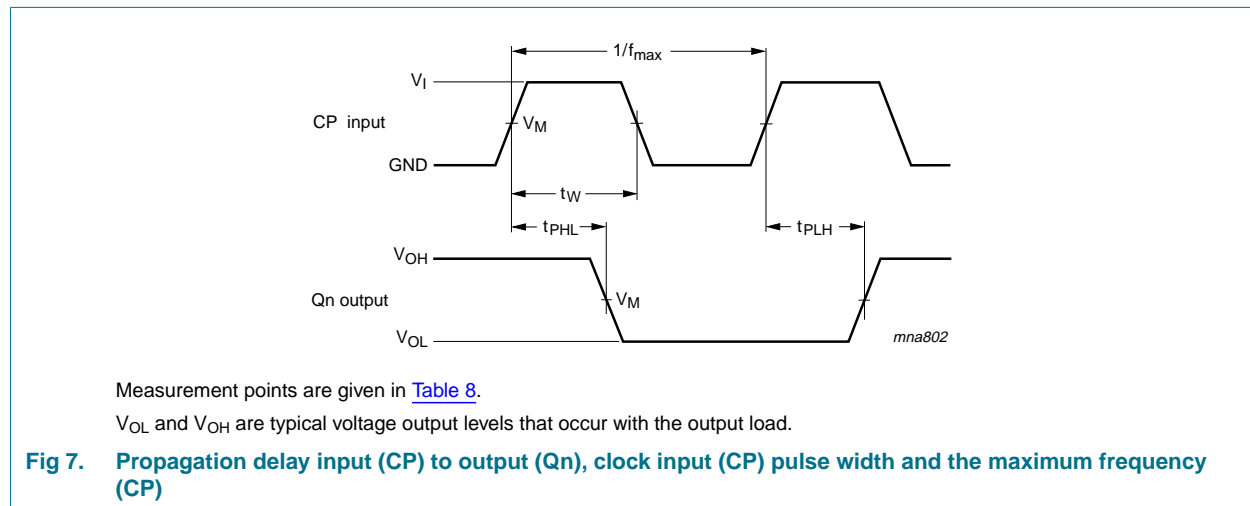 1/fmax
VI
CP input
VM
GND
tW
tPHL
tPLH
VOH
Qn output
VM
VOL
mna802
Measurement points are given in Table 8.
VOL and VOH are typical voltage output levels that occur with the output load.
Fig 7. Propagation delay input (CP) to output (Qn), clock input (CP) pulse width and the maximum frequency
(CP)